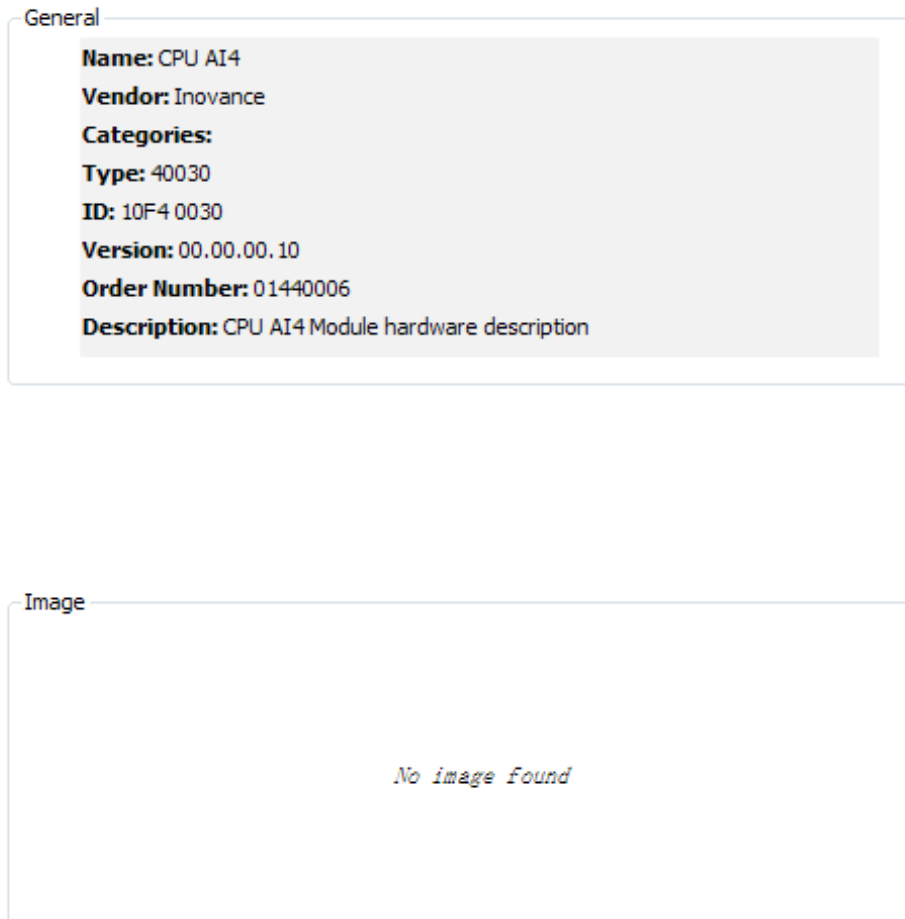 General
Name: CPU AI4
Vendor: Inovance
Categories:
Type: 40030
ID: 10F4 0030
Version: 00.00.00.10
Order Number: 01440006
Description: CPU AI4 Module hardware description
Image
No image found